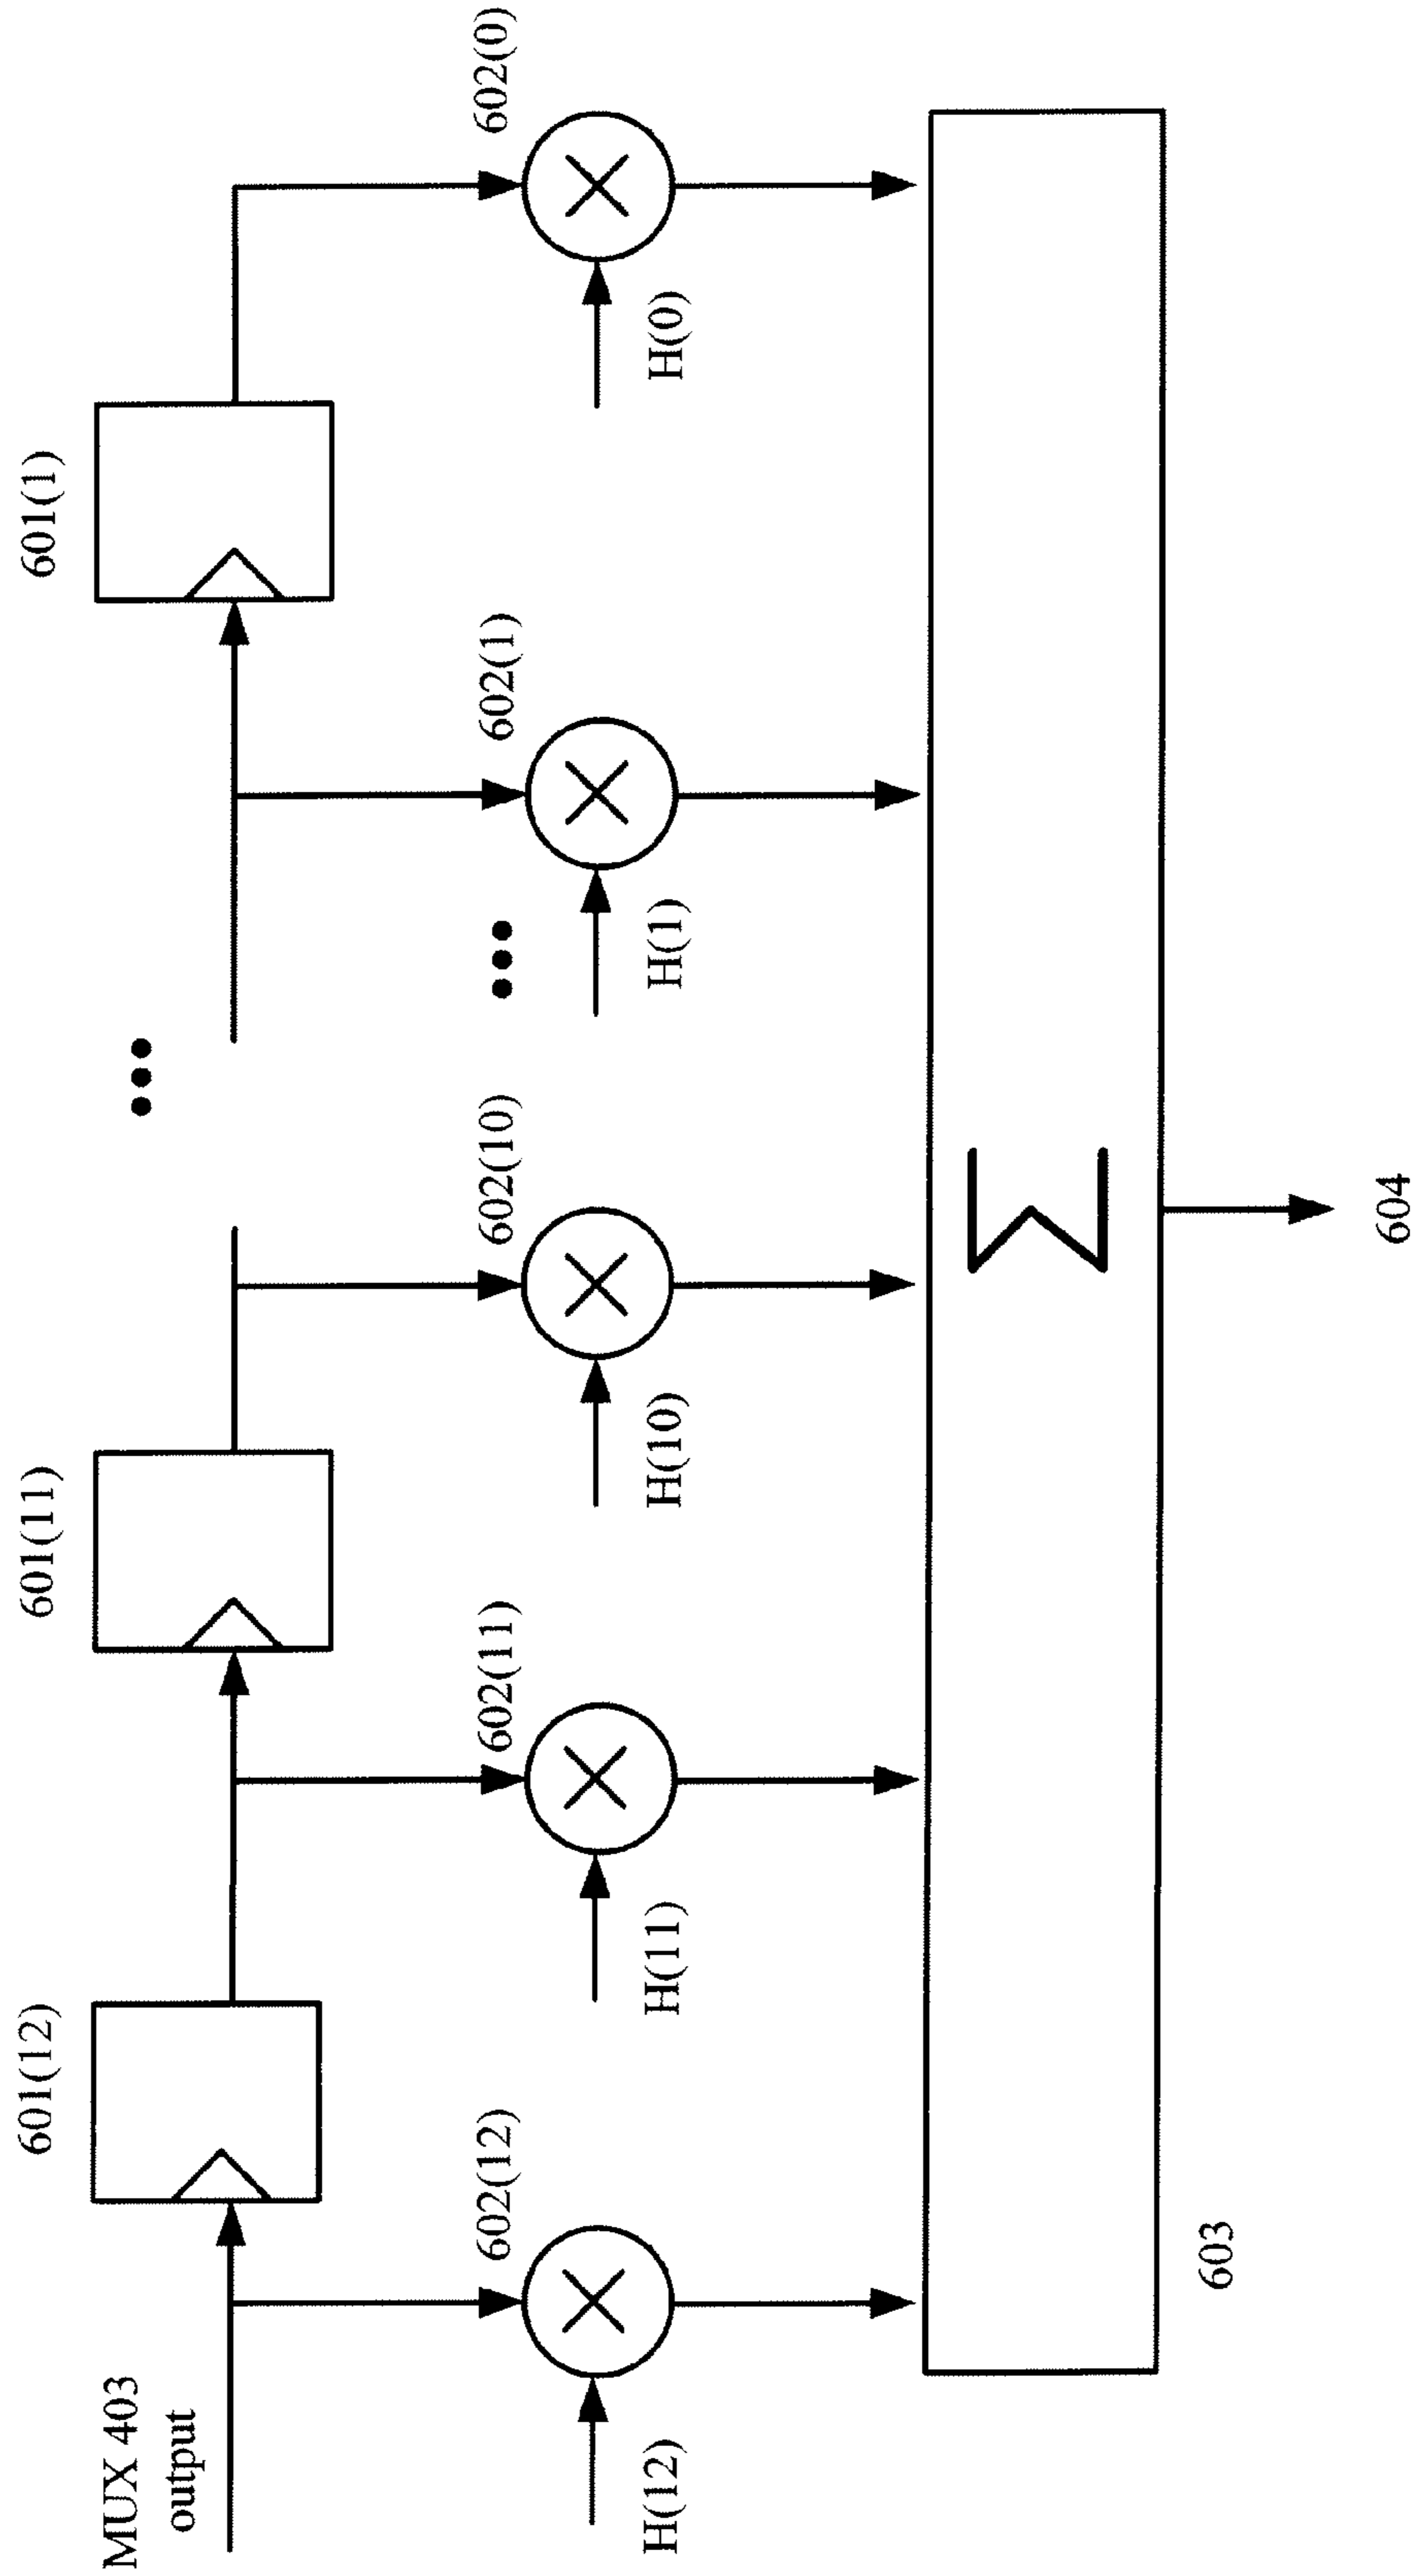 601(12)
601(11)
601(1)
MUX 403
output
602(12)
602(11)
602(10)
602(1)
602(0)
H(12)
H(11)
H(10)
H(1)
H(0)
Σ
603
604